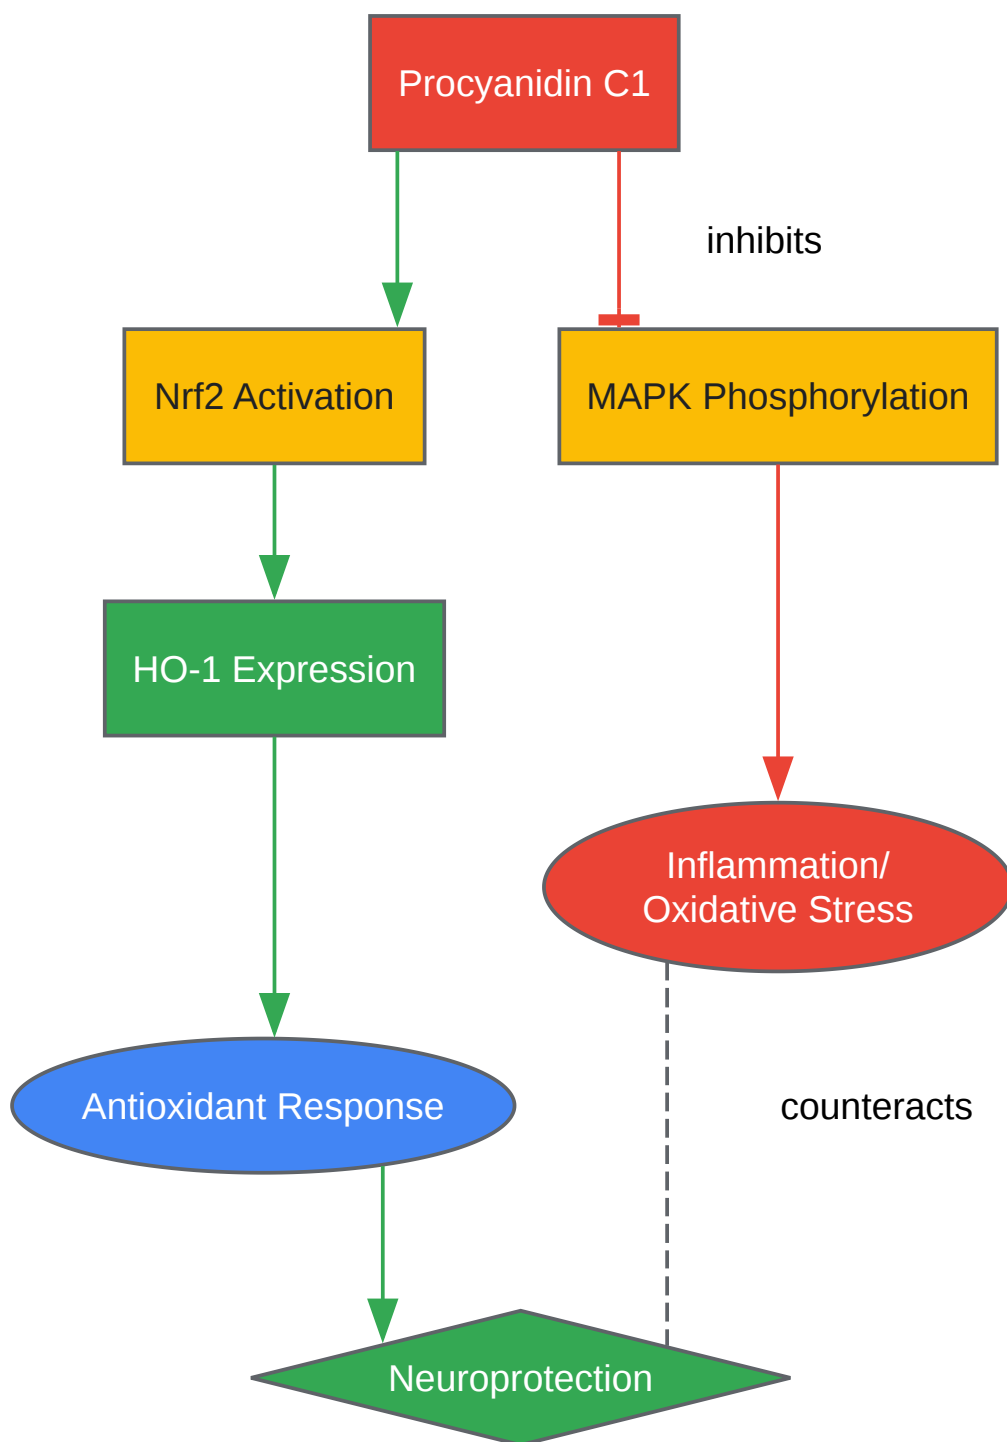 Procyanidin C1
inhibits
Nrf2 Activation
MAPK Phosphorylation
HO-1 Expression
Inflammation/
Oxidative Stress
Antioxidant Response
counteracts
Neuroprotection